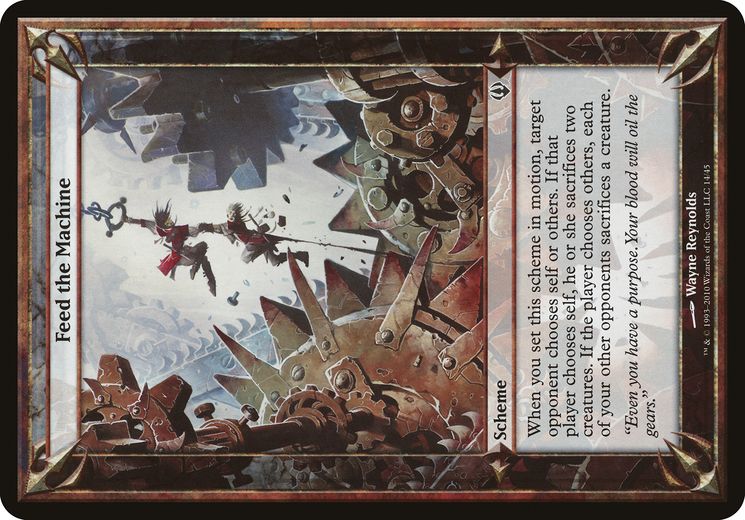 Feed the Machine
Scheme
When you set this scheme in motion, target
opponent chooses self or others. If that
player chooses self, he or she sacrifices two
creatures. If the player chooses others, each
of your other opponents sacrifices a creature.
“Even you have a purpose. Your blood will oil the
gears.”
Wayne Reynolds
™ & © 1993–2010 Wizards of the Coast LLC 14/45